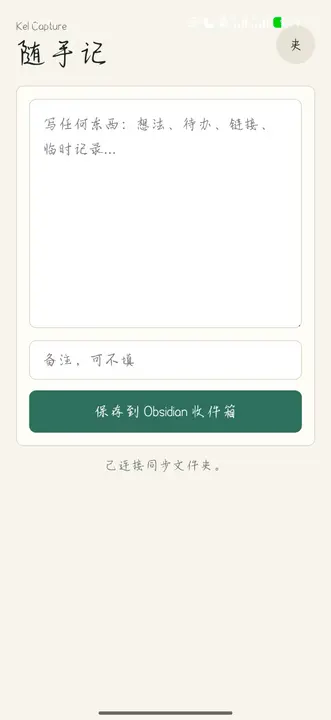 Kel Capture
随手记
夹
写任何东西：想法、待办、链接、
临时记录...
备注，可不填
保存到 Obsidian 收件箱
已连接同步文件夹。